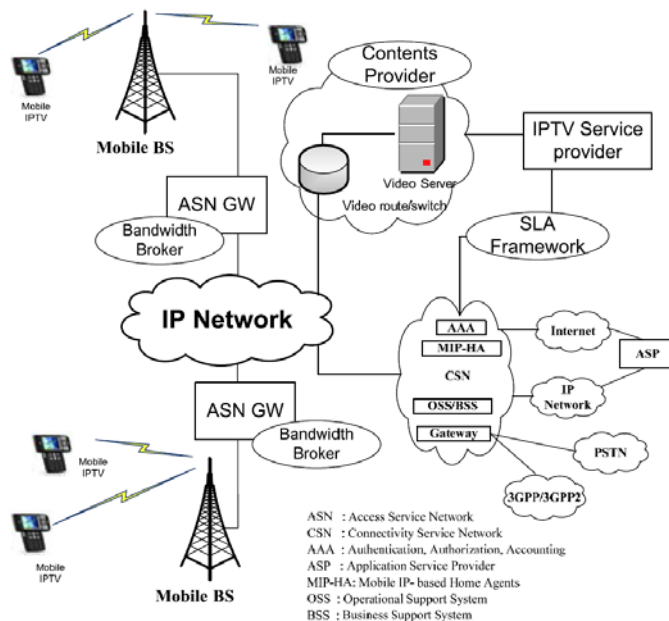 Mobile
IPTV
Mobile
IPTV
Mobile BS
Contents
Provider
Video Server
Video route/switch
IPTV Service
provider
ASN GW
Bandwidth
Broker
SLA
Framework
IP Network
AAA
MIP-HA
CSN
OSS/BSS
Gateway
Internet
ASP
IP
Network
PSTN
3GPP/3GPP2
ASN GW
Bandwidth
Broker
Mobile
IPTV
Mobile
IPTV
Mobile BS
ASN : Access Service Network
CSN : Connectivity Service Network
AAA : Authentication, Authorization, Accounting
ASP : Application Service Provider
MIP-HA: Mobile IP- based Home Agents
OSS : Operational Support System
BSS : Business Support System